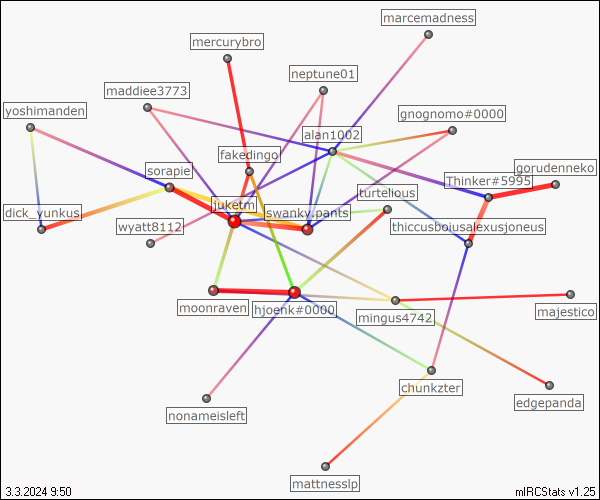 marcemadness
mercurybro
neptune01
maddiee3773
gnognomo#0000
yoshimanden
alan1002
fakedingo
gorudenneko
sorapie
Thinker#5995
turtelious
juketm
swanky.pants
dick_yunkus
wyatt8112
thiccusboiusalexusjoneus
moonraven
hjoenk#0000
mingus4742
majestico
chunkzter
edgepanda
nonameisleft
mattnesslp
3.3.2024 9:50
mIRCStats v1.25